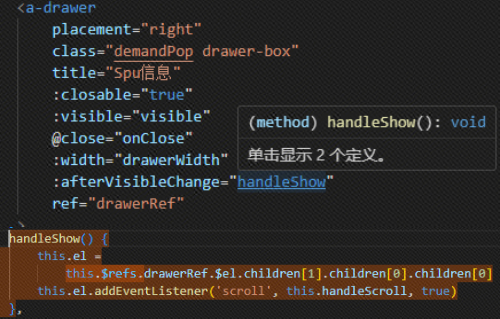 <a-drawer
placement="right"
class="demandPop drawer-box"
title="Spu信息"
:closable="true"
:visible="visible"
(method) handleShow(): void
@close="onClose"
单击显示 2 个定义。
:width="drawerWidth"
:afterVisibleChange="handleShow"
ref="drawerRef"
handleShow() {
this.el =
this.$refs.drawerRef.$el.children[1].children[0].children[0]
this.el.addEventListener('scroll', this.handleScroll, true)
},